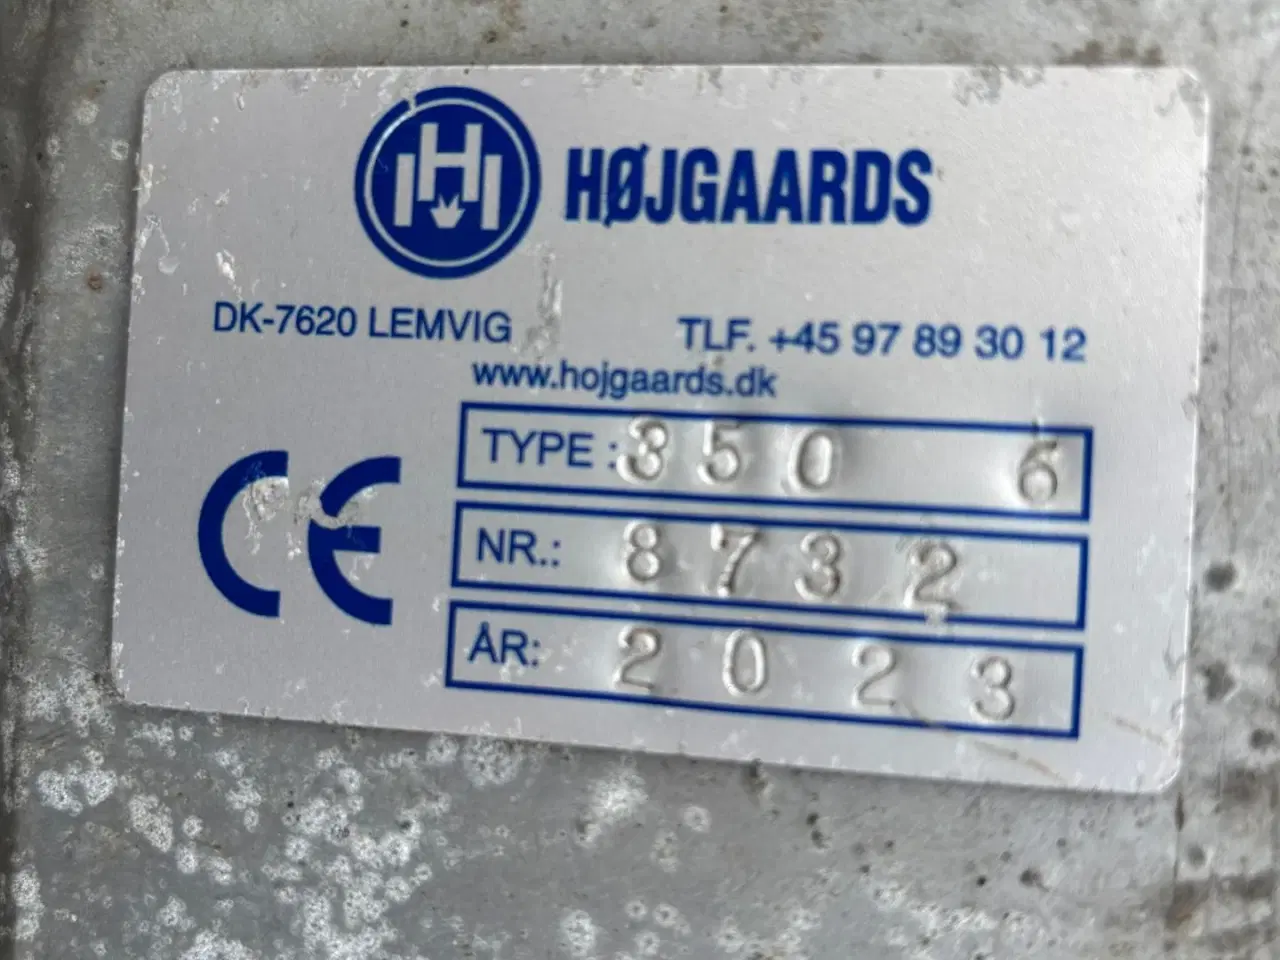 HØJGAARDS
DK-7620 LEMVIG TLF. +45 97 89 30 12
www.hojgaards.dk
TYPE : 350 6
NR.: 8732
ÅR: 2023
CE